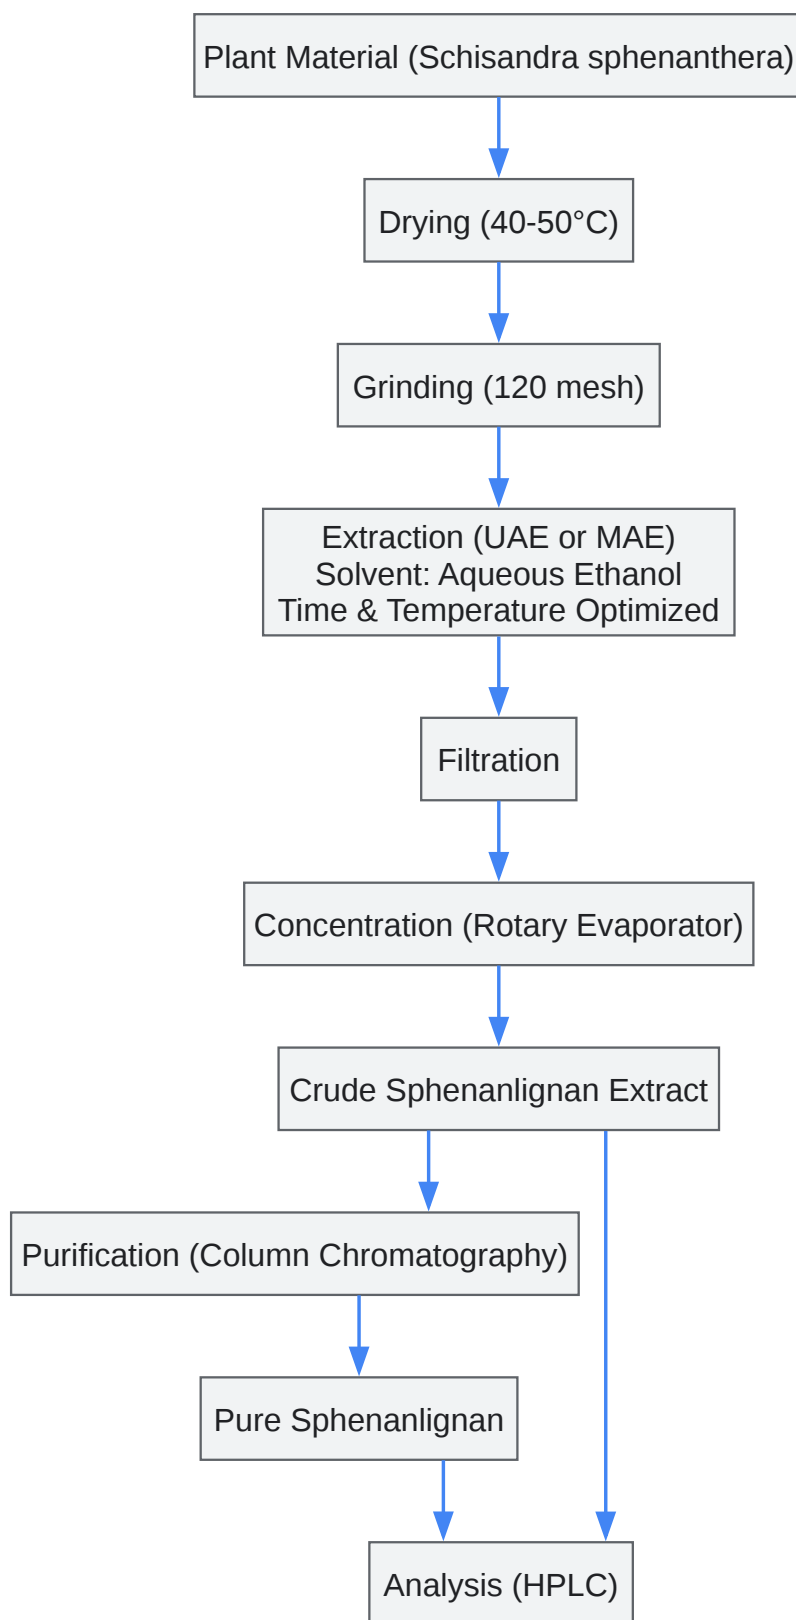 Plant Material (Schisandra sphenanthera)
Drying (40-50°C)
Grinding (120 mesh)
Extraction (UAE or MAE)
Solvent: Aqueous Ethanol
Time & Temperature Optimized
Filtration
Concentration (Rotary Evaporator)
Crude Sphenanlignan Extract
Purification (Column Chromatography)
Pure Sphenanlignan
Analysis (HPLC)